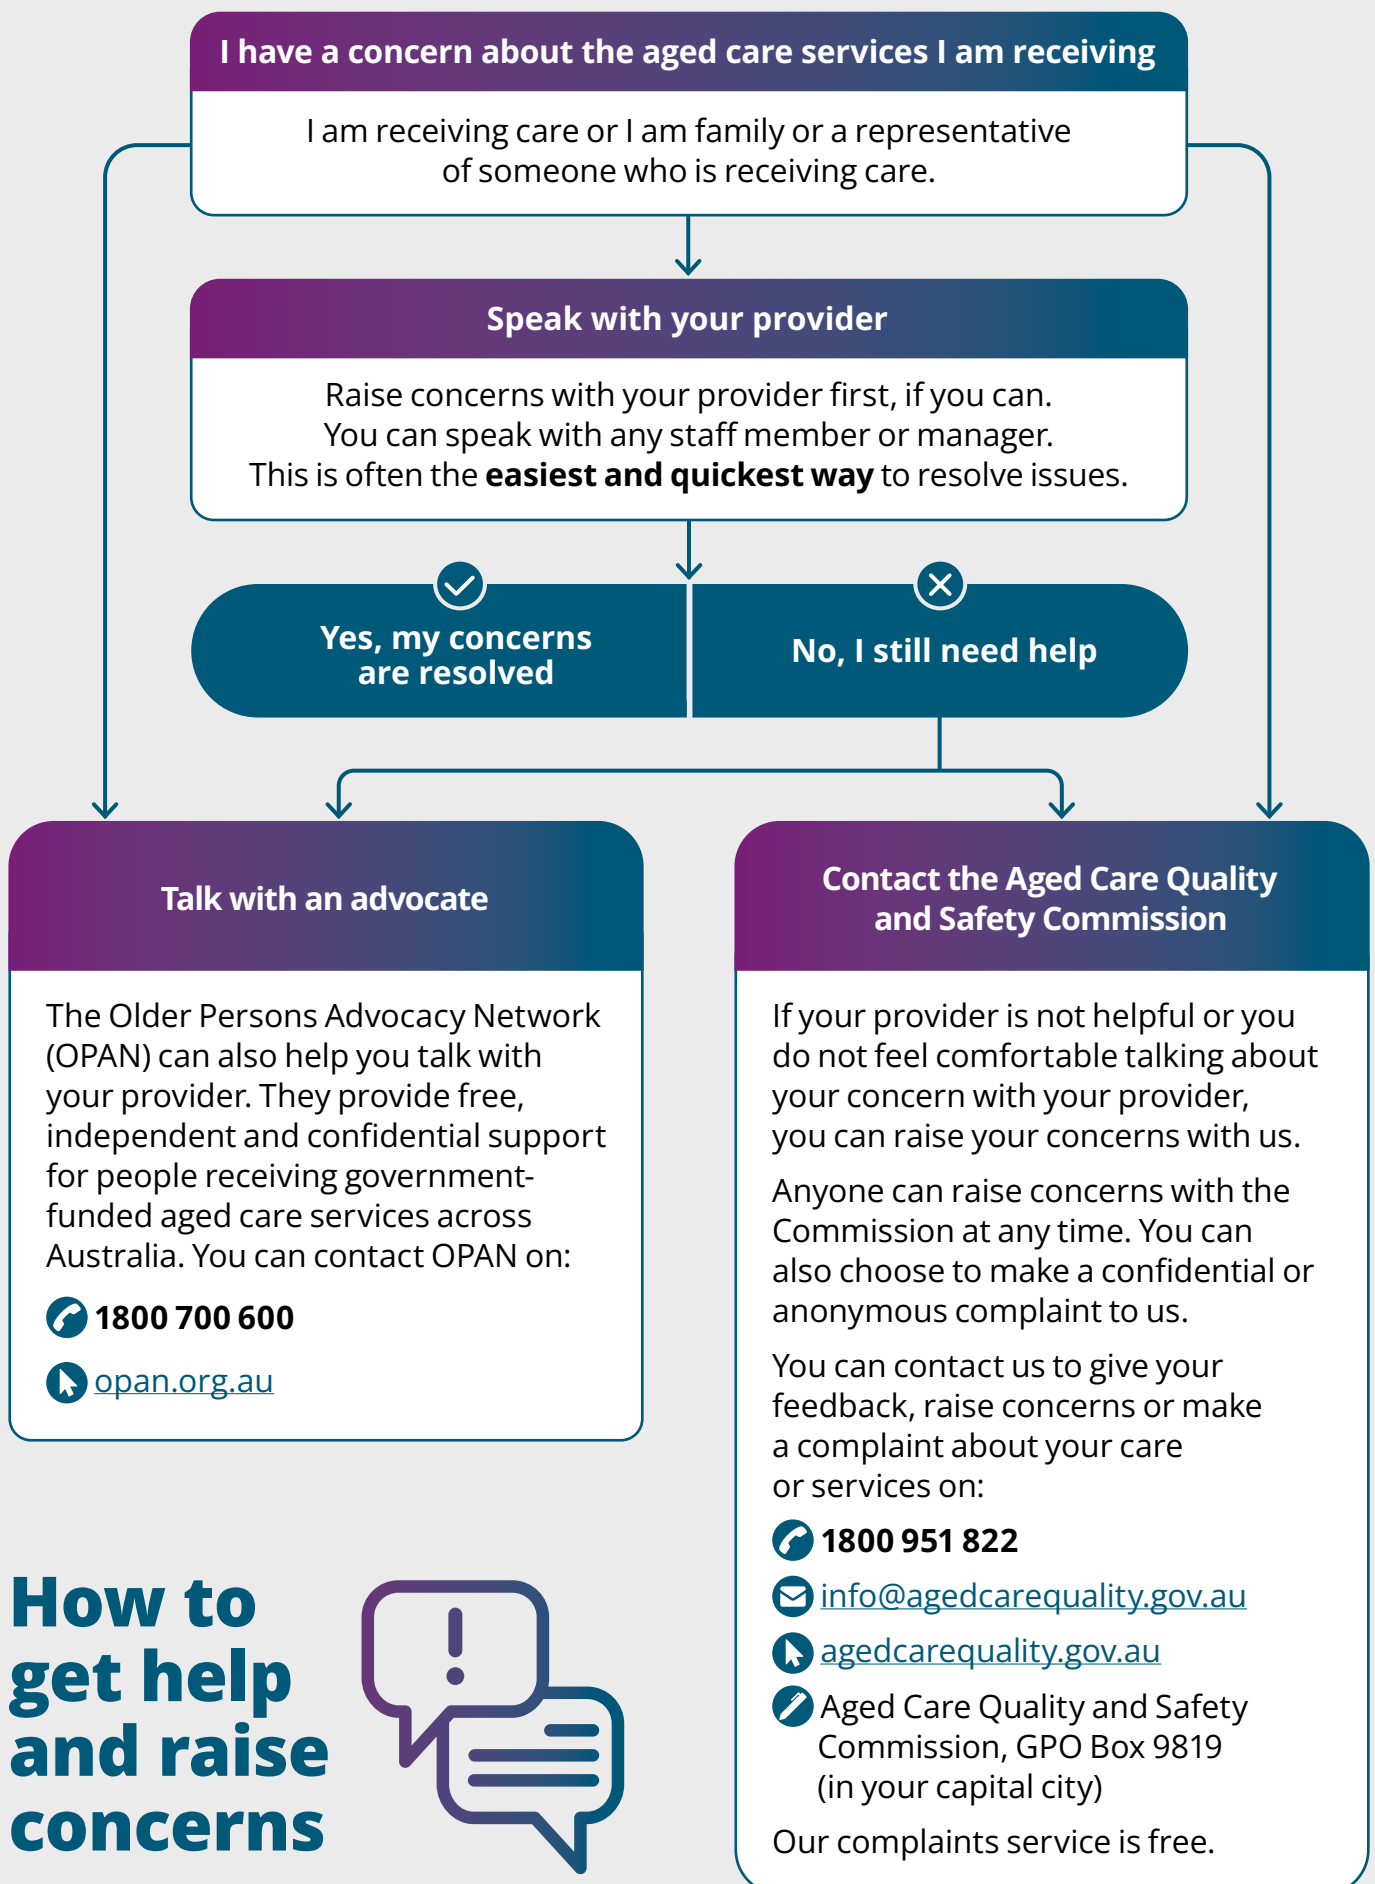 I have a concern about the aged care services I am receiving
I am receiving care or I am family or a representative
of someone who is receiving care.
Speak with your provider
Raise concerns with your provider first, if you can.
You can speak with any staff member or manager.
This is often the easiest and quickest way to resolve issues.
Yes, my concerns
are resolved
No, I still need help
Talk with an advocate
The Older Persons Advocacy Network
(OPAN) can also help you talk with
your provider. They provide free,
independent and confidential support
for people receiving government-
funded aged care services across
Australia. You can contact OPAN on:
1800 700 600
opan.org.au
Contact the Aged Care Quality
and Safety Commission
If your provider is not helpful or you
do not feel comfortable talking about
your concern with your provider,
you can raise your concerns with us.
Anyone can raise concerns with the
Commission at any time. You can
also choose to make a confidential or
anonymous complaint to us.
You can contact us to give your
feedback, raise concerns or make
a complaint about your care
or services on:
1800 951 822
info@agedcarequality.gov.au
agedcarequality.gov.au
Aged Care Quality and Safety
Commission, GPO Box 9819
(in your capital city)
Our complaints service is free.
How to
get help
and raise
concerns